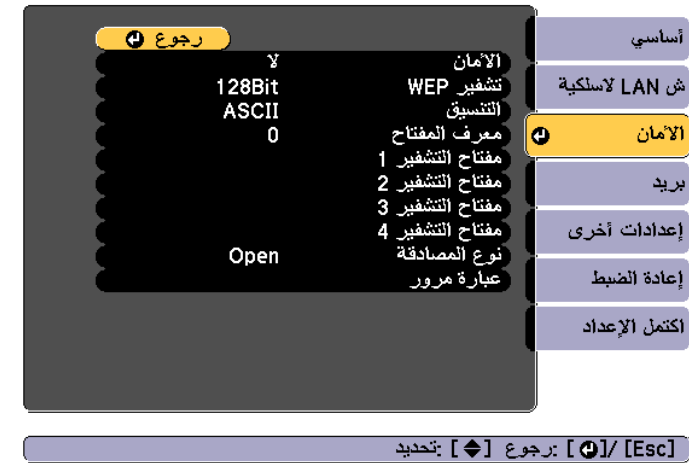 أساسي
ش LAN لاسلكية
الأمان
بريد
إعدادات أخرى
إعادة الضبط
اكتمل الإعداد
رجوع
الأمان لا
تشفير WEP 128Bit
التنسيق ASCII
معرف المفتاح 0
مفتاح التشفير 1
مفتاح التشفير 2
مفتاح التشفير 3
مفتاح التشفير 4
نوع المصادقة Open
عبارة مرور
[Esc] /[ ] :رجوع [ ] :تحديد